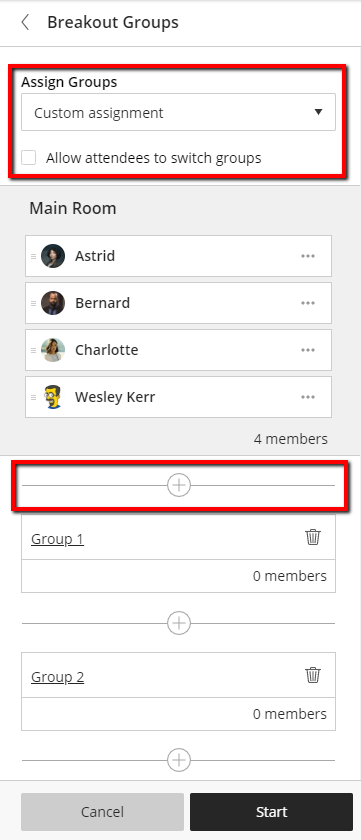 Breakout Groups
Assign Groups
Custom assignment
Allow attendees to switch groups
Main Room
Astrid
Bernard
Charlotte
Wesley Kerr
4 members
Group 1
0 members
Group 2
0 members
Cancel Start